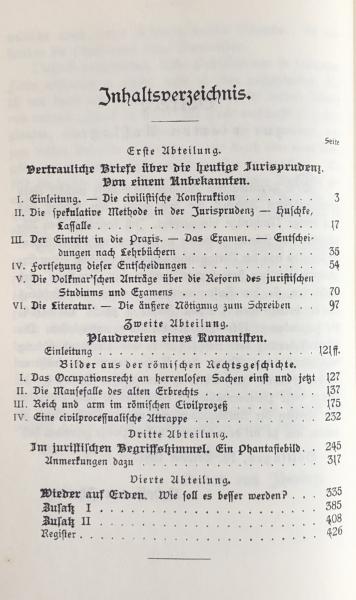 Inhaltsverzeichnis.
Seite
Erste Abteilung.
Vertrauliche Briefe über die heutige Jurisprudenz.
Von einem Unbekannten.
I. Einleitung. — Die civilistische Konstruktion . . . . . . . 3
II. Die spekulative Methode in der Jurisprudenz — Huschke,
Lassalle . . . . . . . . . . . . . . . . . . . . 17
III. Der Eintritt in die Praxis. — Das Examen. — Entschei-
dungen nach Lehrbüchern . . . . . . . . . . . . . 35
IV. Fortsetzung dieser Entscheidungen . . . . . . . . . . 54
V. Die Volkmar'schen Anträge über die Reform des juristischen
Studiums und Examens . . . . . . . . . . . . . . 70
VI. Die Literatur. — Die äußere Nötigung zum Schreiben . . 97
Zweite Abteilung.
Plaudereien eines Romanisten.
Einleitung . . . . . . . . . . . . . . . . . . . 121ff.
Bilder aus der römischen Rechtsgeschichte.
I. Das Occupationsrecht an herrenlosen Sachen einst und jetzt 127
II. Die Mausefalle des alten Erbrechts . . . . . . . . . 137
III. Reich und arm im römischen Civilprozeß . . . . . . . 175
IV. Eine civilprocessualische Attrappe . . . . . . . . . . 232
Dritte Abteilung.
Im juristischen Begriffshimmel. Ein Phantasiebild . . 245
Anmerkungen dazu . . . . . . . . . . . . . . . . 317
Vierte Abteilung.
Wieder auf Erden. Wie soll es besser werden? . . . . 335
Zusatz I . . . . . . . . . . . . . . . . . . . . 385
Zusatz II . . . . . . . . . . . . . . . . . . . . 408
Register . . . . . . . . . . . . . . . . . . . . . 426